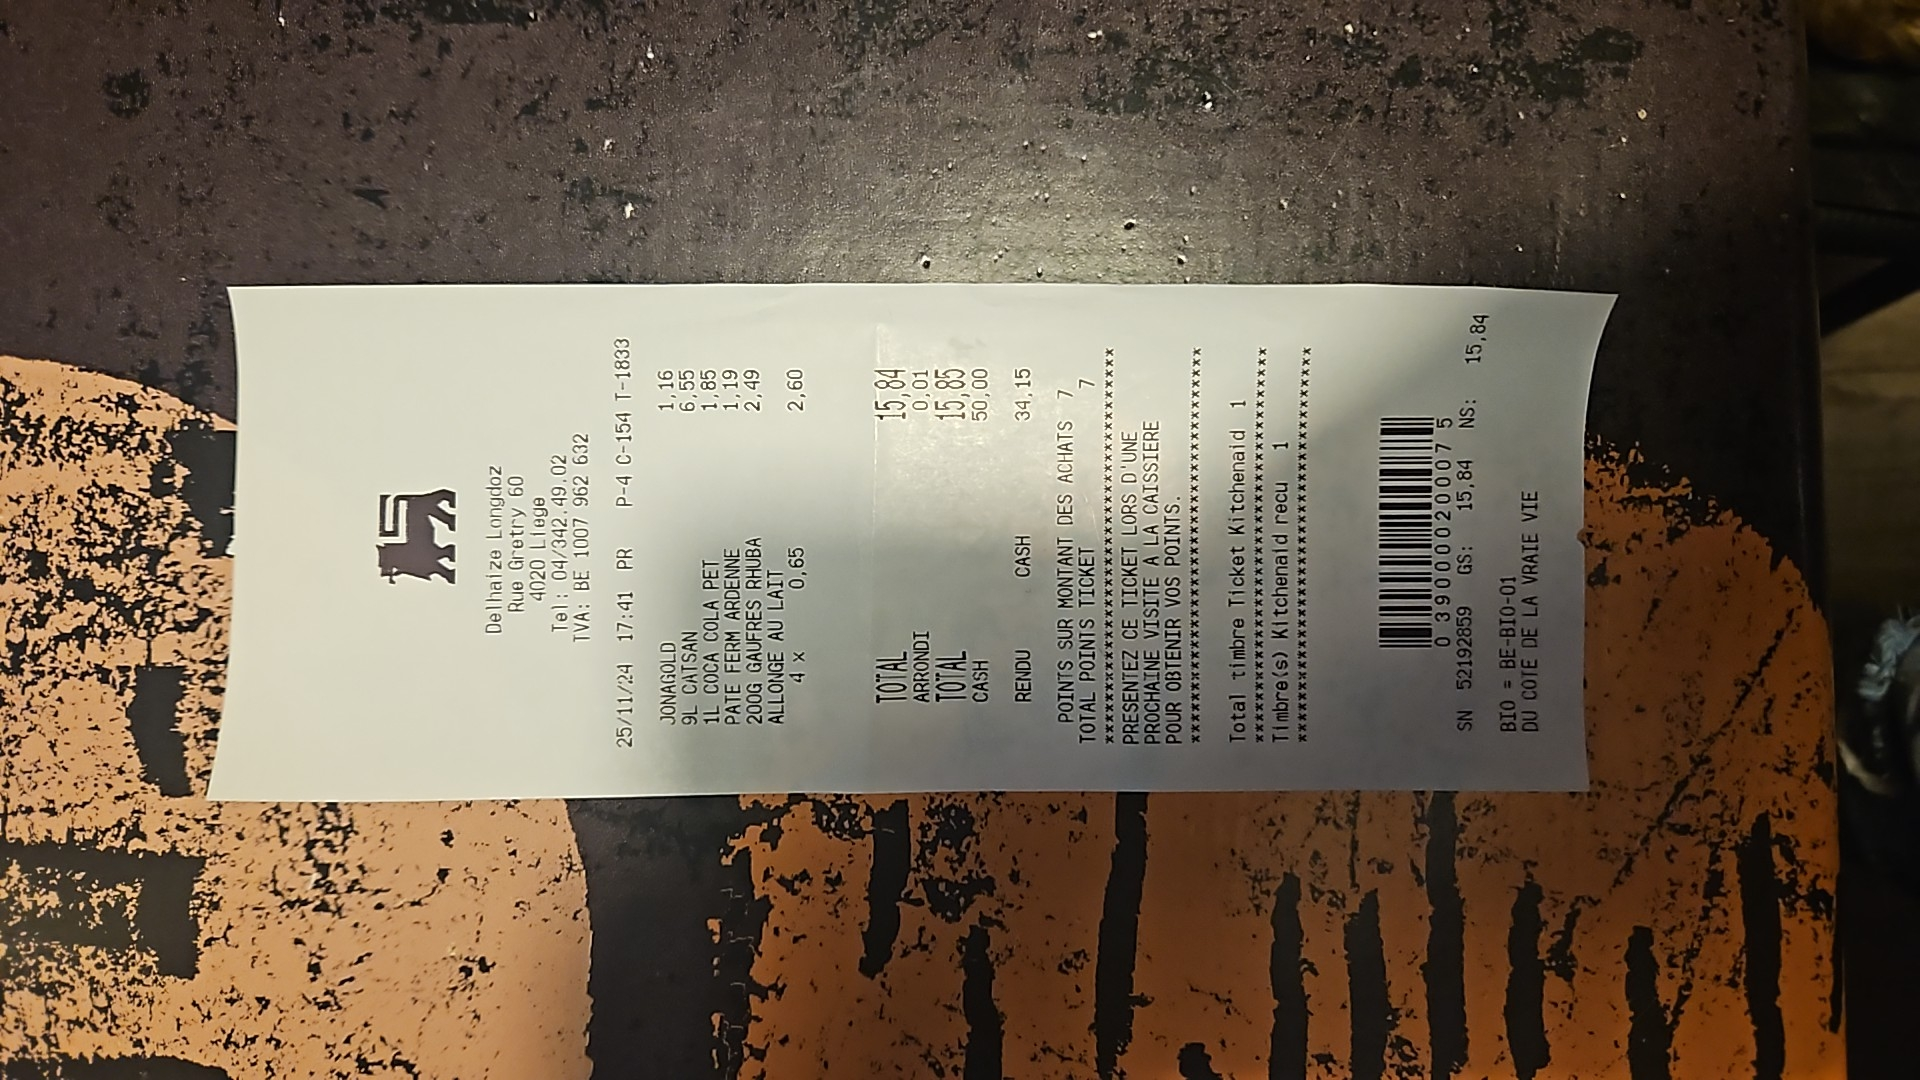 Delhaize Longdoz
Rue Gretry 60
4020 Liege
Tel: 04/342.49.02
TVA: BE 1007 962 632
25/11/24 17:41 PR P-4 C-154 T-1833
JONAGOLD 1,16
9L CATSAN 6,55
1L COCA COLA PET 1,85
PATE FERM ARDENNE 1,19
200G GAUFRES RHUBA 2,49
ALLONGE AU LAIT
4 x 0,65 2,60
TOTAL 15,84
ARRONDI 0,01
TOTAL 15,85
CASH 50,00
RENDU CASH 34,15
POINTS SUR MONTANT DES ACHATS 7
TOTAL POINTS TICKET 7
****************************************
PRESENTEZ CE TICKET LORS D'UNE
PROCHAINE VISITE A LA CAISSIERE
POUR OBTENIR VOS POINTS.
****************************************
Total timbre Ticket Kitchenaid 1
****************************************
Timbre(s) Kitchenaid recu 1
****************************************
0 390000 200007 5
SN 52192859 GS: 15,84 NS: 15,84
BIO = BE-BIO-01
DU COTE DE LA VRAIE VIE